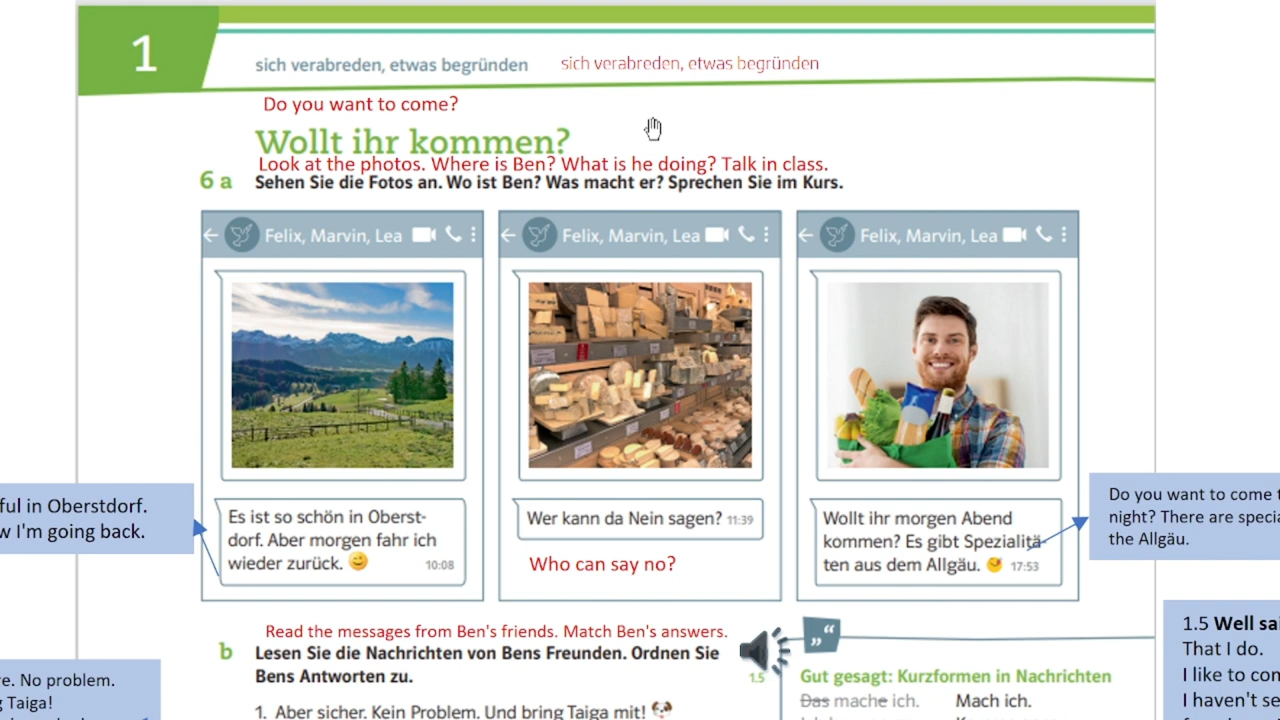 1
sich verabreden, etwas begründen
sich verabreden, etwas begründen
Do you want to come?
Wollt ihr kommen?
Look at the photos. Where is Ben? What is he doing? Talk in class.
6 a Sehen Sie die Fotos an. Wo ist Ben? Was macht er? Sprechen Sie im Kurs.
Felix, Marvin, Lea
Es ist so schön in Oberst-
dorf. Aber morgen fahr ich
wieder zurück. 😊 10:08
ful in Oberstdorf.
w I'm going back.
Felix, Marvin, Lea
Wer kann da Nein sagen? 11:39
Who can say no?
Felix, Marvin, Lea
Wollt ihr morgen Abend
kommen? Es gibt Spezialitä-
ten aus dem Allgäu. 17:53
Do you want to come t
night? There are specia
the Allgäu.
Read the messages from Ben's friends. Match Ben's answers.
b Lesen Sie die Nachrichten von Bens Freunden. Ordnen Sie
Bens Antworten zu.
1. Aber sicher. Kein Problem. Und bring Taiga mit! 🐶
e. No problem.
g Taiga!
1.5
„“
Gut gesagt: Kurzformen in Nachrichten
Das mache ich. Mach ich.
1.5 Well sai
That I do.
I like to com
I haven't se